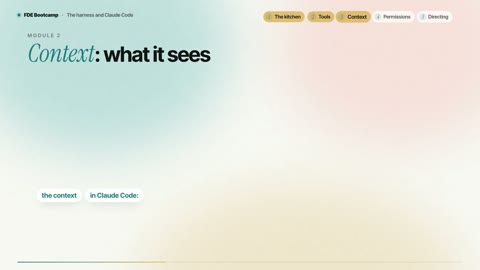 FDE Bootcamp · The harness and Claude Code
The kitchen
Tools
Context
Permissions
Directing
MODULE 2
Context: what it sees
the context
in Claude Code: